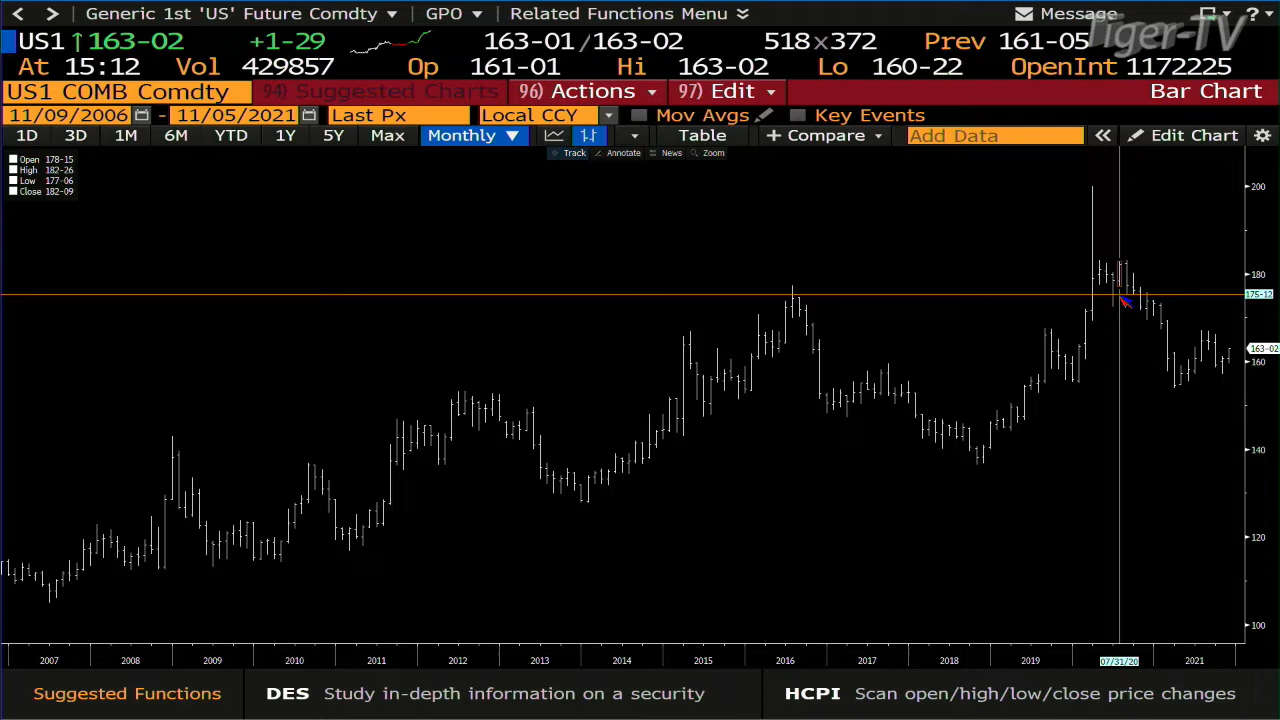 Generic 1st 'US' Future Comdty GPO Related Functions Menu Message ?
Tiger-TV
US1 ↑163-02 +1-29 163-01/163-02 518x372 Prev 161-05
At 15:12 Vol 429857 Op 161-01 Hi 163-02 Lo 160-22 OpenInt 1172225
US1 COMB Comdty 94) Suggested Charts 96) Actions 97) Edit Bar Chart
11/09/2006 - 11/05/2021 Last Px Local CCY Mov Avgs Key Events
1D 3D 1M 6M YTD 1Y 5Y Max Monthly ▼ Table + Compare Add Data « Edit Chart
Track Annotate News Zoom
Open 178-15
High 182-26
Low 177-06
Close 182-09
200
180
175-12
163-02
160
140
120
100
2007 2008 2009 2010 2011 2012 2013 2014 2015 2016 2017 2018 2019 07/31/20 2021
Suggested Functions DES Study in-depth information on a security HCPI Scan open/high/low/close price changes